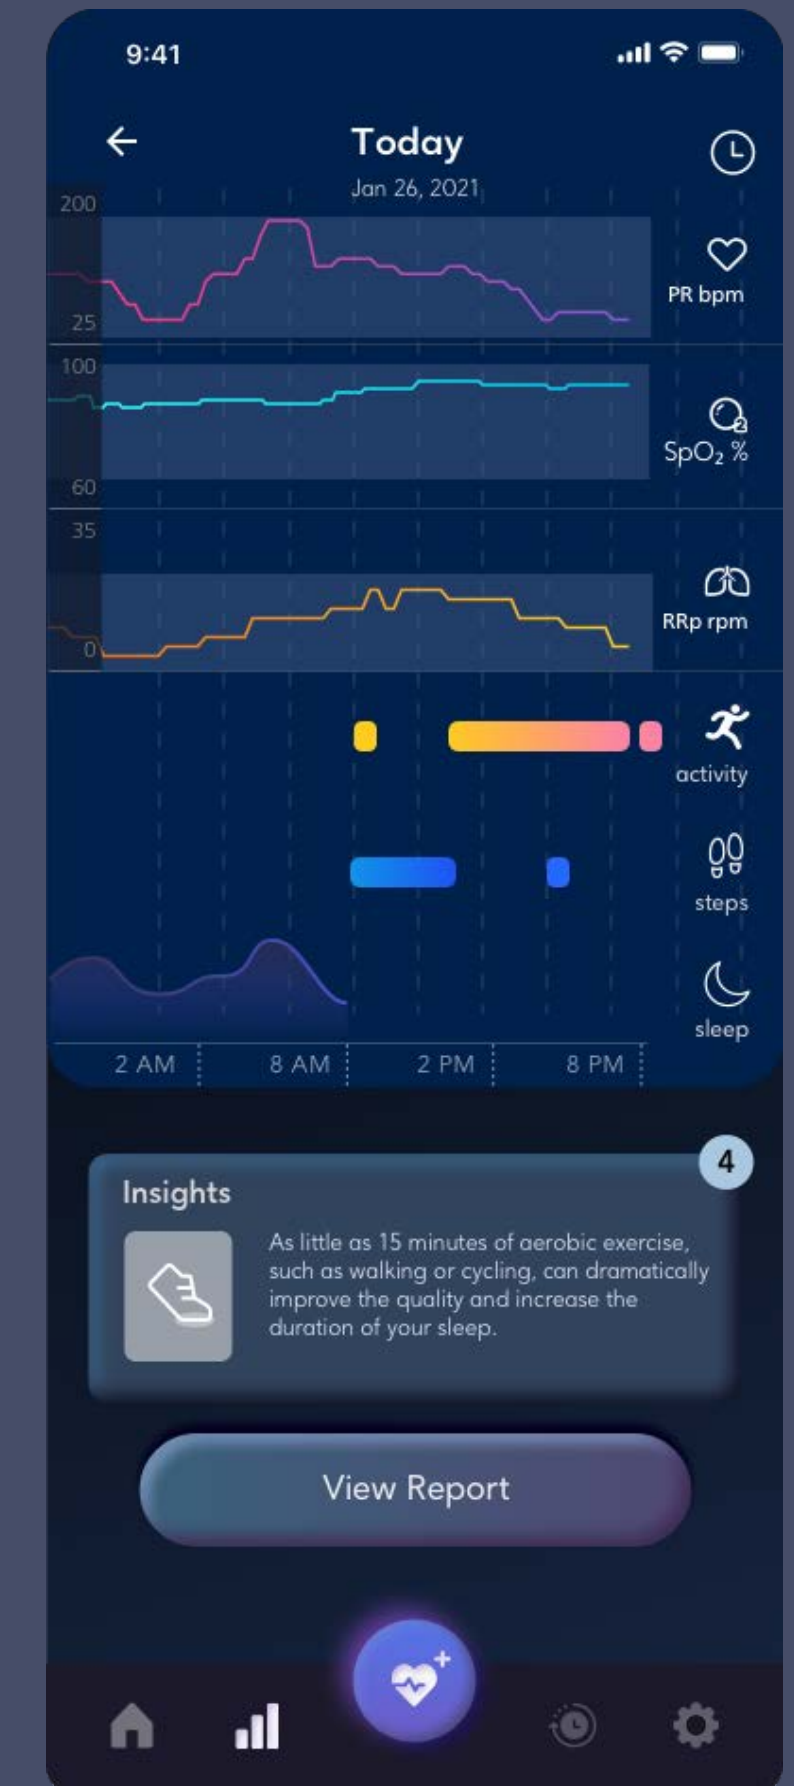 9:41
Today
Jan 26, 2021
200
25
PR bpm
100
60
SpO₂ %
35
0
RRp rpm
activity
steps
sleep
2 AM 8 AM 2 PM 8 PM
4
Insights
As little as 15 minutes of aerobic exercise,
such as walking or cycling, can dramatically
improve the quality and increase the
duration of your sleep.
View Report